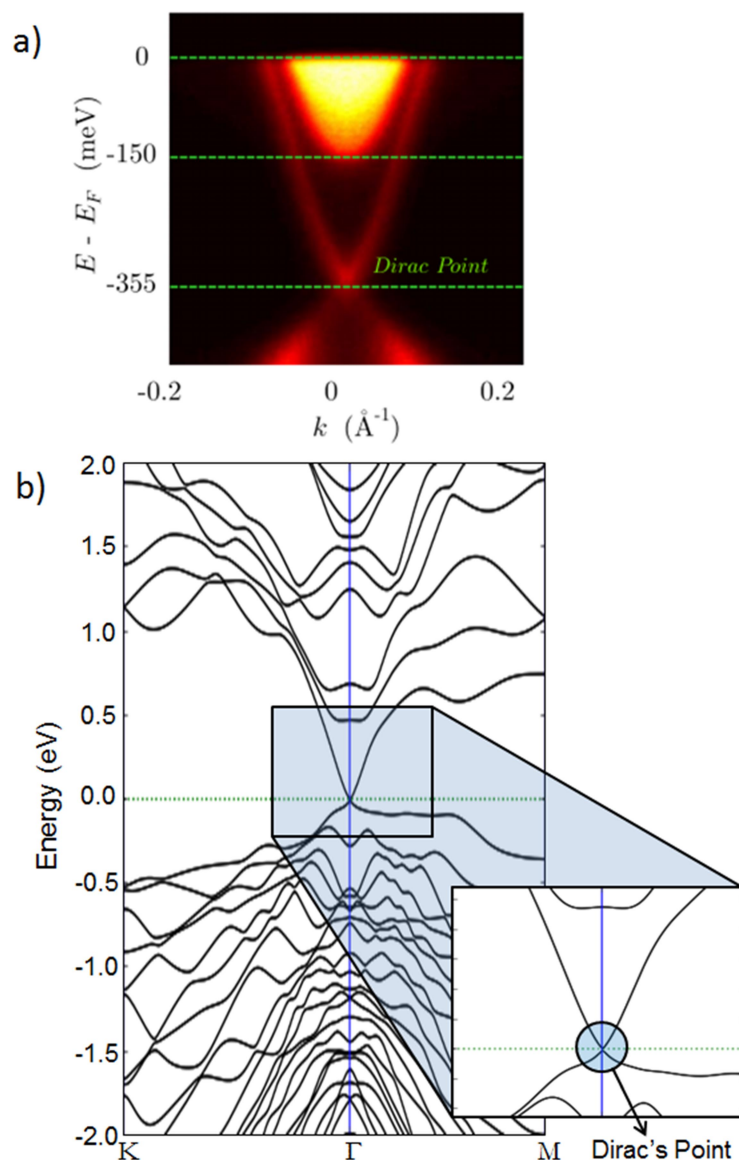 a)
0
-150
-355
E - E_F (meV)
Dirac Point
-0.2
0
0.2
k (Å⁻¹)
b)
2.0
1.5
1.0
0.5
0.0
-0.5
-1.0
-1.5
-2.0
Energy (eV)
K
Γ
M
Dirac's Point